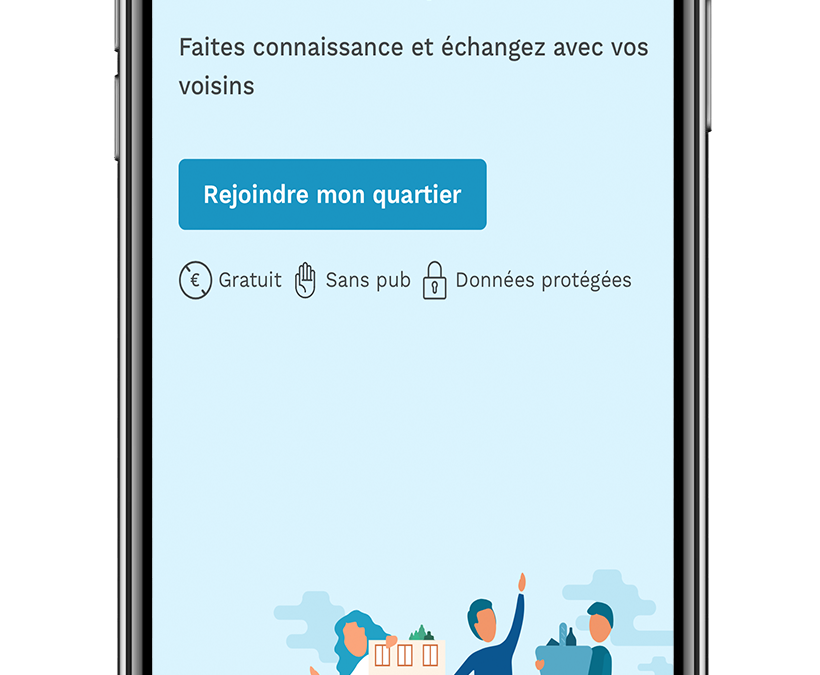 Faites connaissance et échangez avec vos
voisins
Rejoindre mon quartier
€ Gratuit Sans pub Données protégées